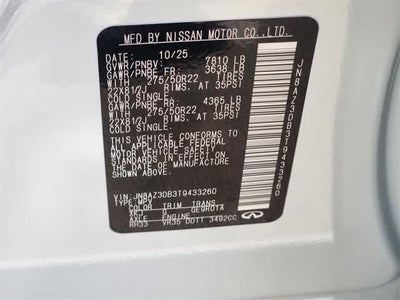 MFD BY NISSAN MOTOR CO.,LTD.
DATE: 10/25
GVWR/PNBV: 7810 LB
GAWR/PNBE FR: 3638 LB
WITH 275/50R22 TIRES
22X8 1/2J RIMS AT 35PSI
COLD SINGLE.
GAWR/PNBE RR: 4365 LB
WITH 275/50R22 TIRES
22X8 1/2J RIMS AT 35PSI
COLD SINGLE.
THIS VEHICLE CONFORMS
TO ALL APPLICABLE FEDERAL
MOTOR VEHICLE SAFETY
STANDARDS IN EFFECT ON
THE DATE OF MANUFACTURE
SHOWN ABOVE.
VIN: JN8AZ3DB3T9433260
TYPE: MPV
COLOR TRIM TRANS
AXLE ENGINE
RH33 VR35 DDTT 3492CC
JN8AZ3DB3T9433260